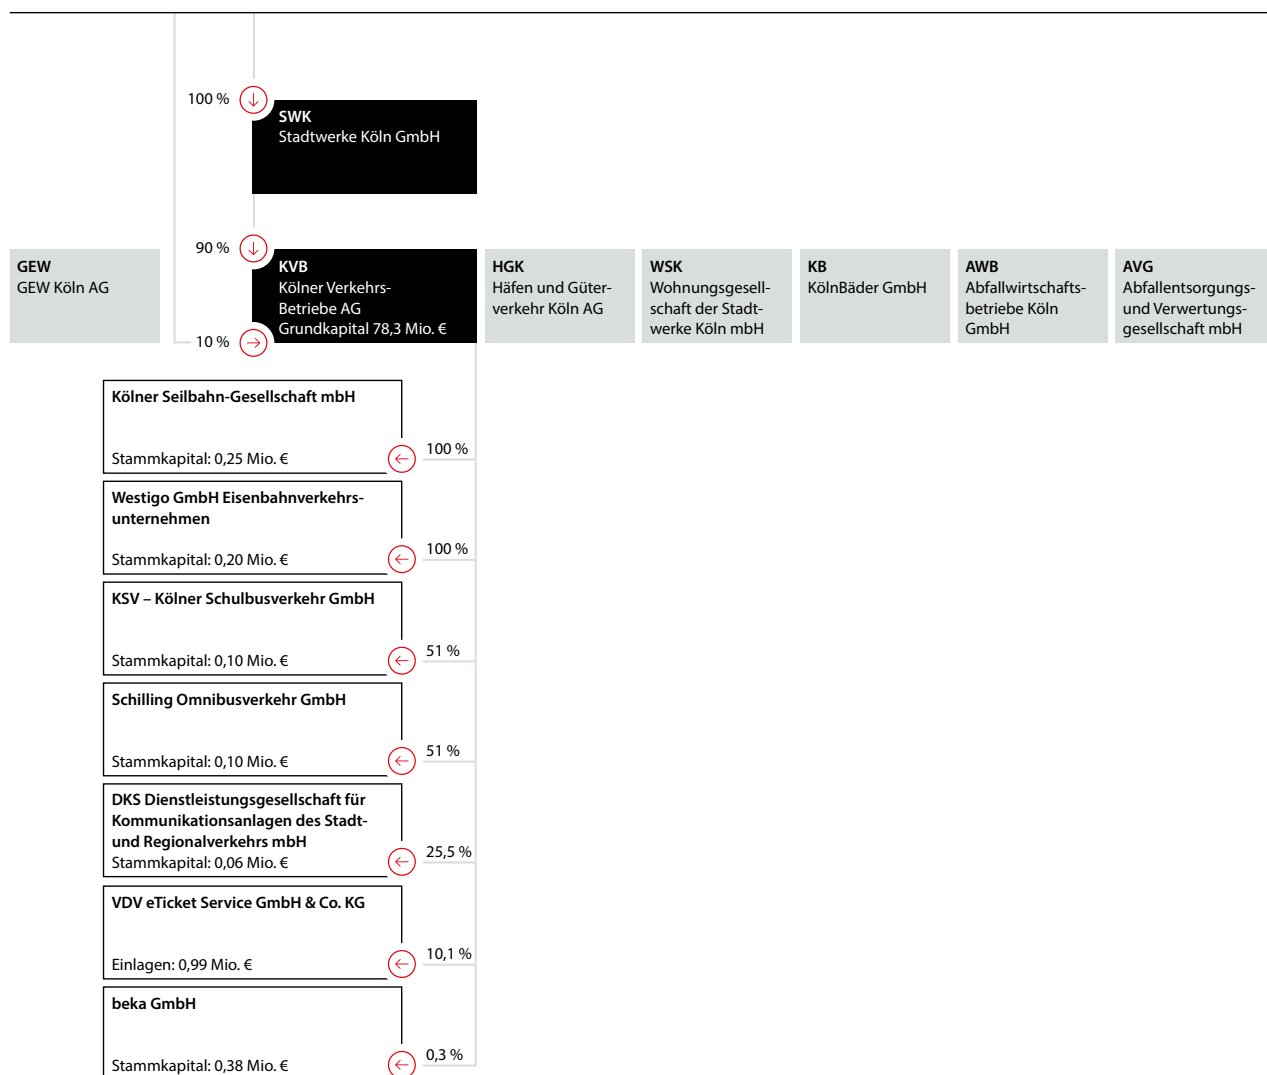 100 %
SWK
Stadtwerke Köln GmbH
90 %
GEW
GEW Köln AG
KVB
Kölner Verkehrs-
Betriebe AG
Grundkapital 78,3 Mio. €
HGK
Häfen und Güter-
verkehr Köln AG
WSK
Wohnungsgesell-
schaft der Stadt-
werke Köln mbH
KB
KölnBäder GmbH
AWB
Abfallwirtschafts-
betriebe Köln
GmbH
AVG
Abfallentsorgungs-
und Verwertungs-
gesellschaft mbH
10 %
Kölner Seilbahn-Gesellschaft mbH
Stammkapital: 0,25 Mio. €
100 %
Westigo GmbH Eisenbahnverkehrs-
unternehmen
Stammkapital: 0,20 Mio. €
100 %
KSV – Kölner Schulbusverkehr GmbH
Stammkapital: 0,10 Mio. €
51 %
Schilling Omnibusverkehr GmbH
Stammkapital: 0,10 Mio. €
51 %
DKS Dienstleistungsgesellschaft für
Kommunikationsanlagen des Stadt-
und Regionalverkehrs mbH
Stammkapital: 0,06 Mio. €
25,5 %
VDV eTicket Service GmbH & Co. KG
Einlagen: 0,99 Mio. €
10,1 %
beka GmbH
Stammkapital: 0,38 Mio. €
0,3 %